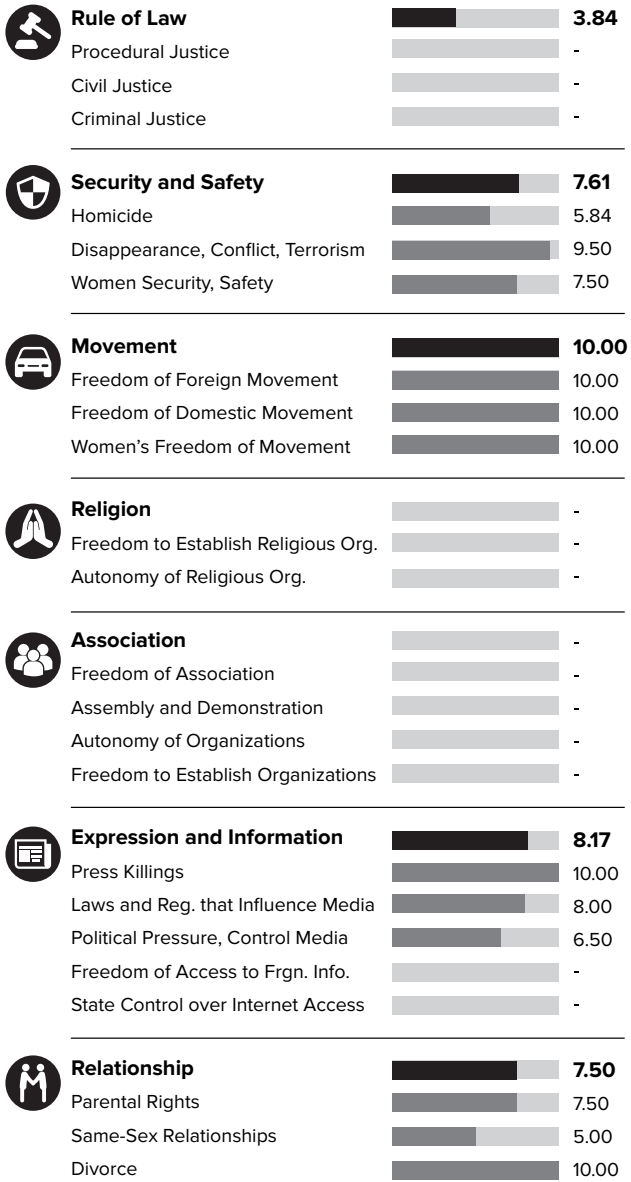 Rule of Law 3.84
Procedural Justice -
Civil Justice -
Criminal Justice -
Security and Safety 7.61
Homicide 5.84
Disappearance, Conflict, Terrorism 9.50
Women Security, Safety 7.50
Movement 10.00
Freedom of Foreign Movement 10.00
Freedom of Domestic Movement 10.00
Women’s Freedom of Movement 10.00
Religion -
Freedom to Establish Religious Org. -
Autonomy of Religious Org. -
Association -
Freedom of Association -
Assembly and Demonstration -
Autonomy of Organizations -
Freedom to Establish Organizations -
Expression and Information 8.17
Press Killings 10.00
Laws and Reg. that Influence Media 8.00
Political Pressure, Control Media 6.50
Freedom of Access to Frgn. Info. -
State Control over Internet Access -
Relationship 7.50
Parental Rights 7.50
Same-Sex Relationships 5.00
Divorce 10.00